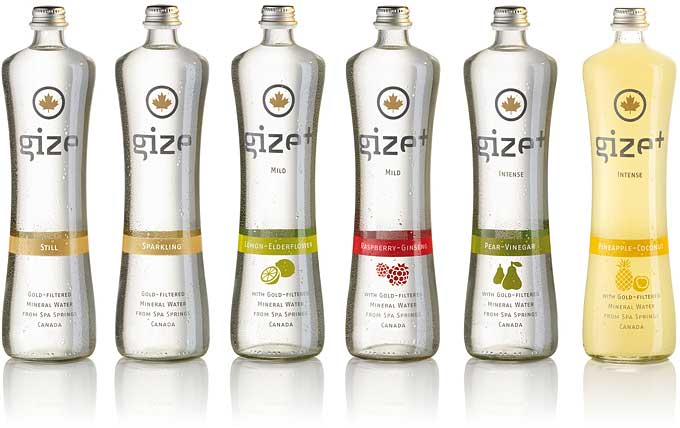 gize
Still
Gold-Filtered
Mineral Water
from Spa Springs
Canada
gize
Sparkling
Gold-Filtered
Mineral Water
from Spa Springs
Canada
gize+
Mild
Lemon-Elderflower
with Gold-Filtered
Mineral Water
from Spa Springs
Canada
gize+
Mild
Raspberry-Ginseng
with Gold-Filtered
Mineral Water
from Spa Springs
Canada
gize+
Intense
Pear-Vinegar
with Gold-Filtered
Mineral Water
from Spa Springs
Canada
gize+
Intense
Pineapple-Coconut
with Gold-Filtered
Mineral Water
from Spa Springs
Canada